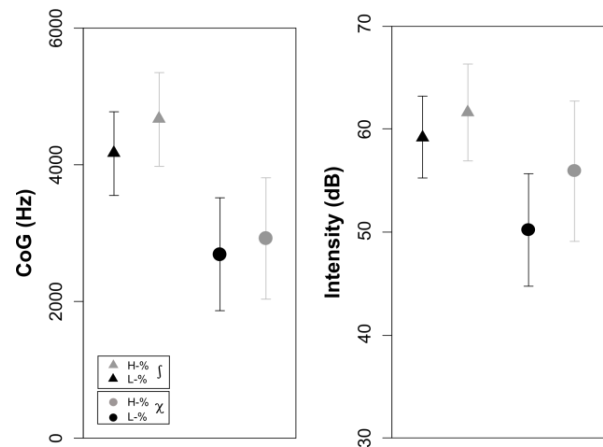 6000
4000
2000
0
CoG (Hz)
H-%
L-%
ʃ
H-%
L-%
χ
70
60
50
40
30
Intensity (dB)